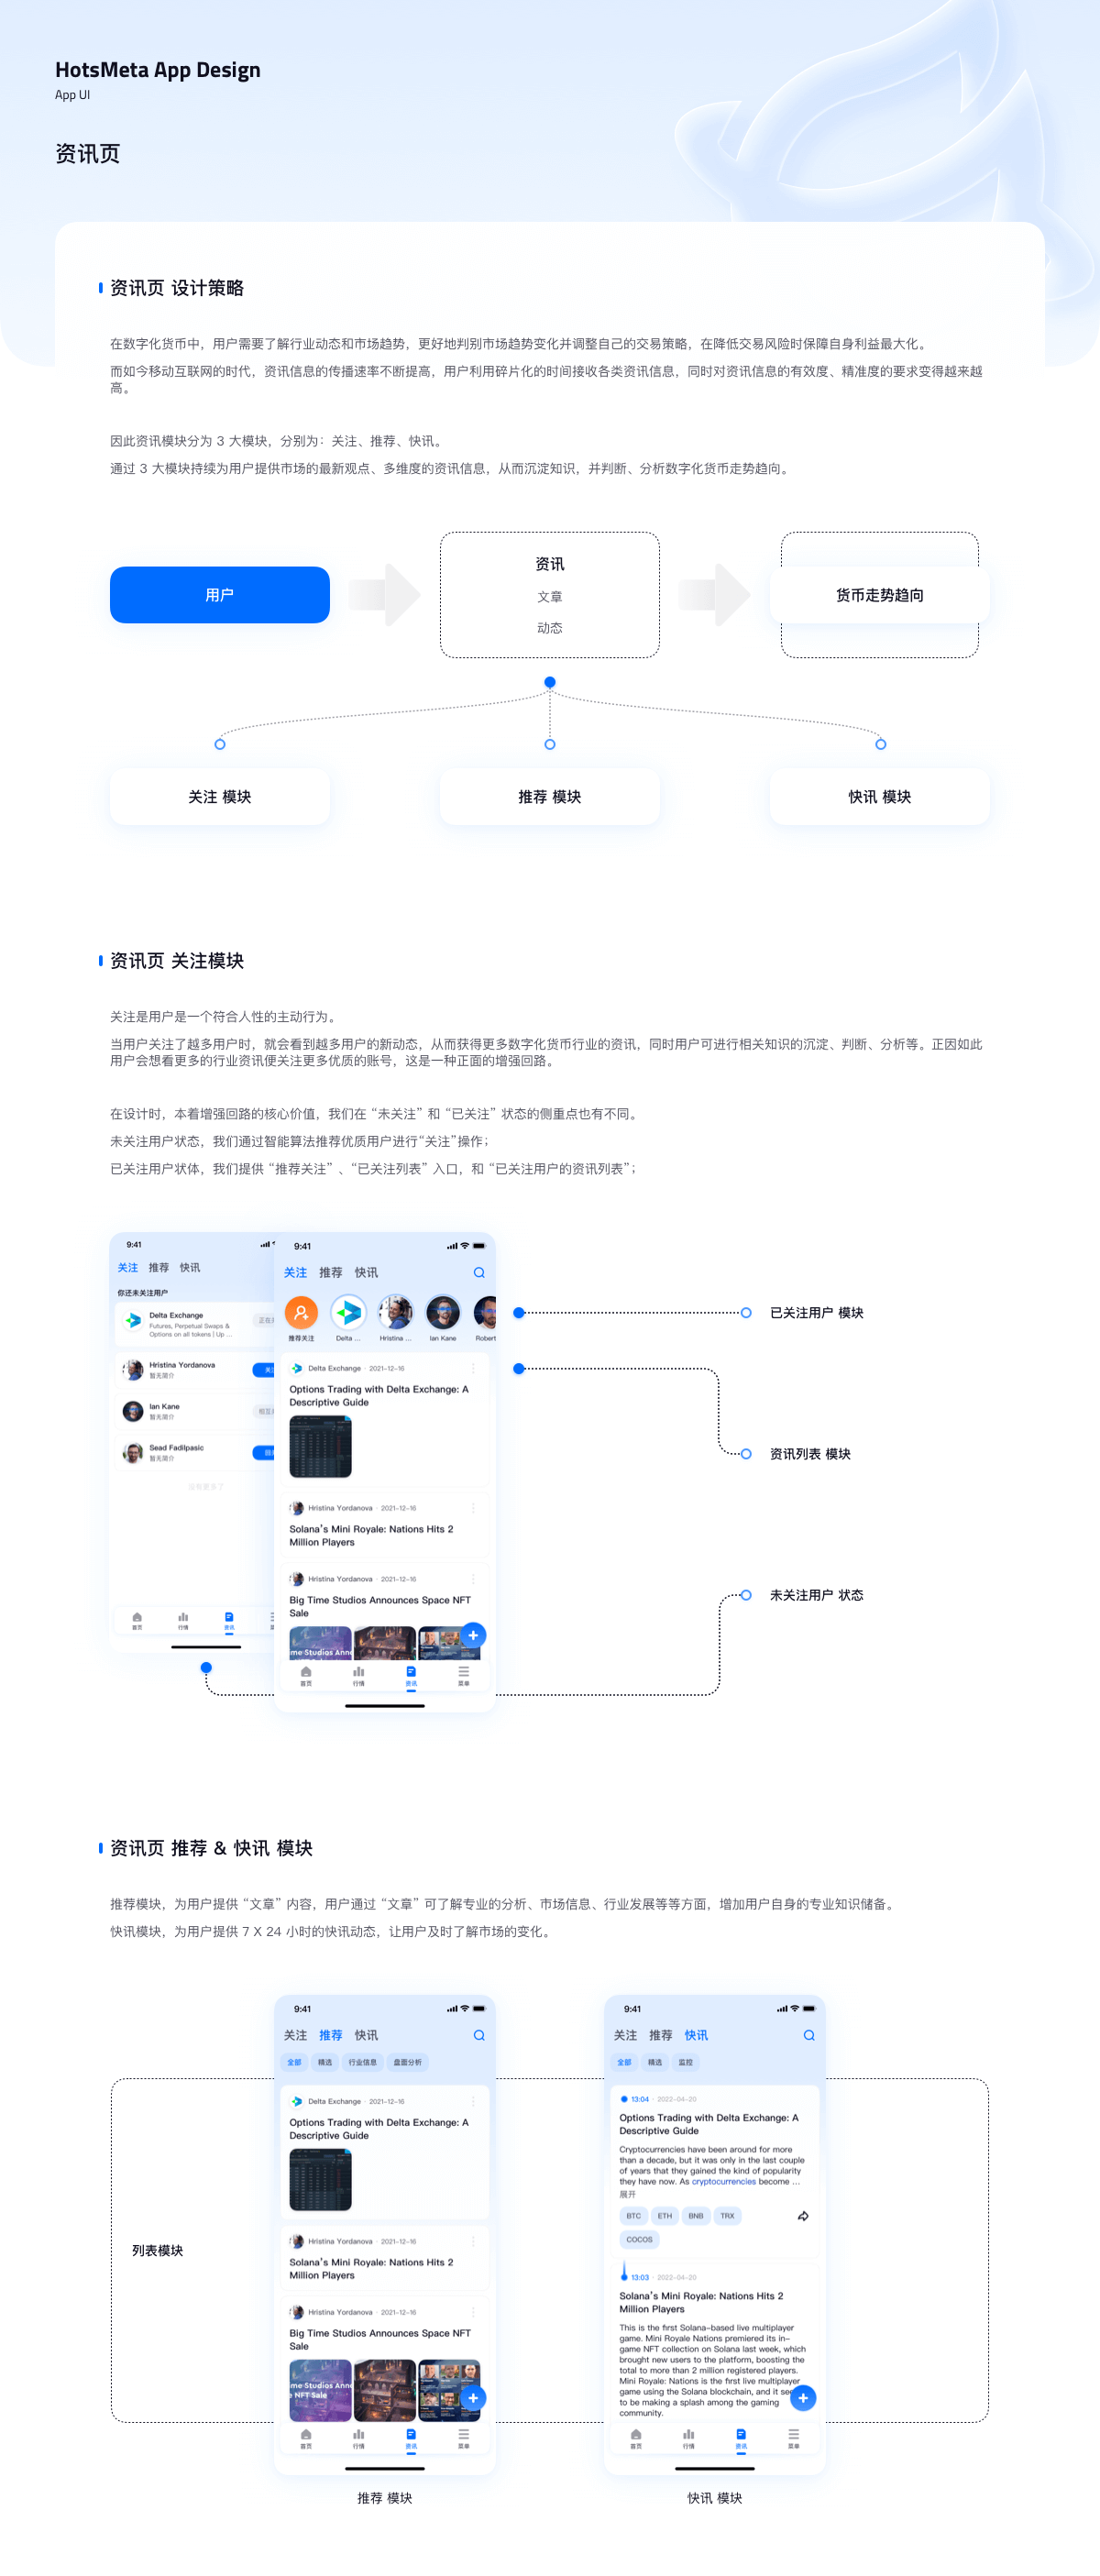 HotsMeta App Design
App UI
资讯页
资讯页 设计策略
在数字化货币中，用户需要了解行业动态和市场趋势，更好地判别市场趋势变化并调整自己的交易策略，在降低交易风险时保障自身利益最大化。
而如今移动互联网的时代，资讯信息的传播速率不断提高，用户利用碎片化的时间接收各类资讯信息，同时对资讯信息的有效度、精准度的要求变得越来越
高。
因此资讯模块分为 3 大模块，分别为：关注、推荐、快讯。
通过 3 大模块持续为用户提供市场的最新观点、多维度的资讯信息，从而沉淀知识，并判断、分析数字化货币走势趋向。
用户
资讯
文章
动态
货币走势趋向
关注 模块
推荐 模块
快讯 模块
资讯页 关注模块
关注是用户是一个符合人性的主动行为。
当用户关注了越多用户时，就会看到越多用户的新动态，从而获得更多数字化货币行业的资讯，同时用户可进行相关知识的沉淀、判断、分析等。正因如此
用户会想看更多的行业资讯便关注更多优质的账号，这是一种正面的增强回路。
在设计时，本着增强回路的核心价值，我们在 “未关注” 和 “已关注” 状态的侧重点也有不同。
未关注用户状态，我们通过智能算法推荐优质用户进行“关注”操作；
已关注用户状体，我们提供 “推荐关注” 、“已关注列表” 入口，和 “已关注用户的资讯列表”；
9:41
关注 推荐 快讯
你还未关注用户
Delta Exchange
Futures, Perpetual Swaps &
Options on all tokens | Up ...
Hristina Yordanova
暂无简介
Ian Kane
暂无简介
Sead Fadilpasic
暂无简介
没有更多了
首页 行情 资讯
9:41
关注 推荐 快讯
推荐关注 Delta ... Hristina ... Ian Kane Robert
Delta Exchange · 2021-12-16
Options Trading with Delta Exchange: A
Descriptive Guide
Hristina Yordanova · 2021-12-16
Solana's Mini Royale: Nations Hits 2
Million Players
Hristina Yordanova · 2021-12-16
Big Time Studios Announces Space NFT
Sale
首页 行情 资讯 菜单
已关注用户 模块
资讯列表 模块
未关注用户 状态
资讯页 推荐 & 快讯 模块
推荐模块，为用户提供 “文章” 内容，用户通过 “文章” 可了解专业的分析、市场信息、行业发展等等方面，增加用户自身的专业知识储备。
快讯模块，为用户提供 7 X 24 小时的快讯动态，让用户及时了解市场的变化。
列表模块
9:41
关注 推荐 快讯
全部 精选 行业信息 盘面分析
Delta Exchange · 2021-12-16
Options Trading with Delta Exchange: A
Descriptive Guide
Hristina Yordanova · 2021-12-16
Solana's Mini Royale: Nations Hits 2
Million Players
Hristina Yordanova · 2021-12-16
Big Time Studios Announces Space NFT
Sale
首页 行情 资讯 菜单
推荐 模块
9:41
关注 推荐 快讯
全部 精选 监控
13:04 · 2022-04-20
Options Trading with Delta Exchange: A
Descriptive Guide
Cryptocurrencies have been around for more
than a decade, but it was only in the last couple
of years that they gained the kind of popularity
they have now. As cryptocurrencies become ...
展开
BTC ETH BNB TRX
COCOS
13:03 · 2022-04-20
Solana's Mini Royale: Nations Hits 2
Million Players
This is the first Solana-based live multiplayer
game. Mini Royale Nations premiered its in-
game NFT collection on Solana last week, which
brought new users to the platform, boosting the
total to more than 2 million registered players.
Mini Royale: Nations is the first live multiplayer
game using the Solana blockchain, and it see
to be making a splash among the gaming
community.
首页 行情 资讯 菜单
快讯 模块